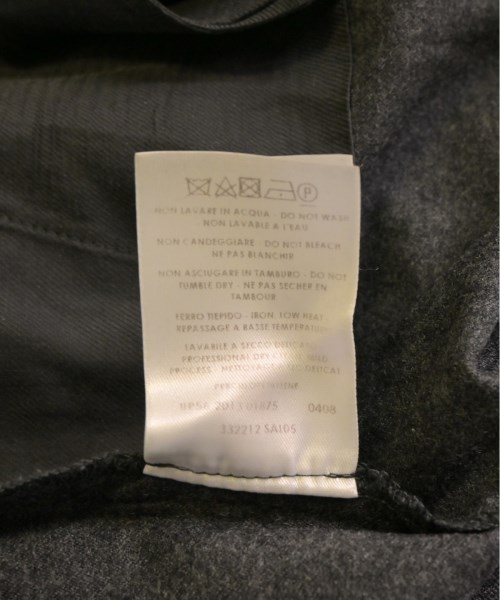 P
NON LAVARE IN ACQUA - DO NOT WASH
NON LAVABLE A L'EAU
NON CANDEGGIARE - DO NOT BLEACH
NE PAS BLANCHIR
NON ASCIUGARE IN TAMBURO - DO NOT
TUMBLE DRY - NE PAS SECHER EN
TAMBOUR
FERRO TIEPIDO - IRON, LOW HEAT
REPASSAGE A BASSE TEMPERATURE
LAVABILE A SECCO DELICATO
PROFESSIONAL DRY CLEAN, MILD
PROCESS - NETTOYAGE A SEC DELICAT
2013 0408
332212 SA105